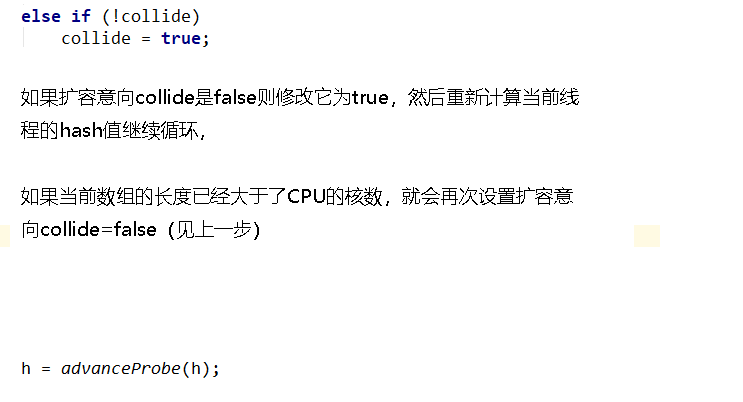 else if (!collide)
collide = true;
如果扩容意向collide是false则修改它为true，然后重新计算当前线
程的hash值继续循环，
如果当前数组的长度已经大于了CPU的核数，就会再次设置扩容意
向collide=false（见上一步）
h = advanceProbe(h);